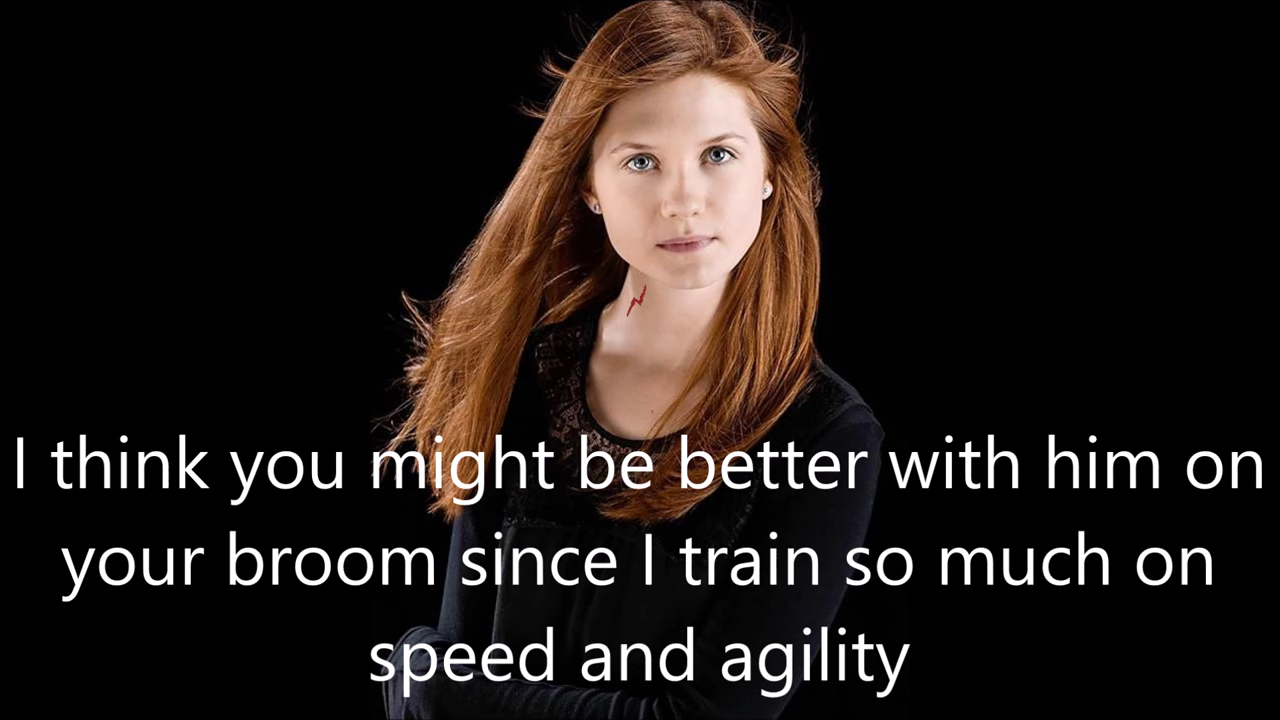 I think you might be better with him on
your broom since I train so much on
speed and agility